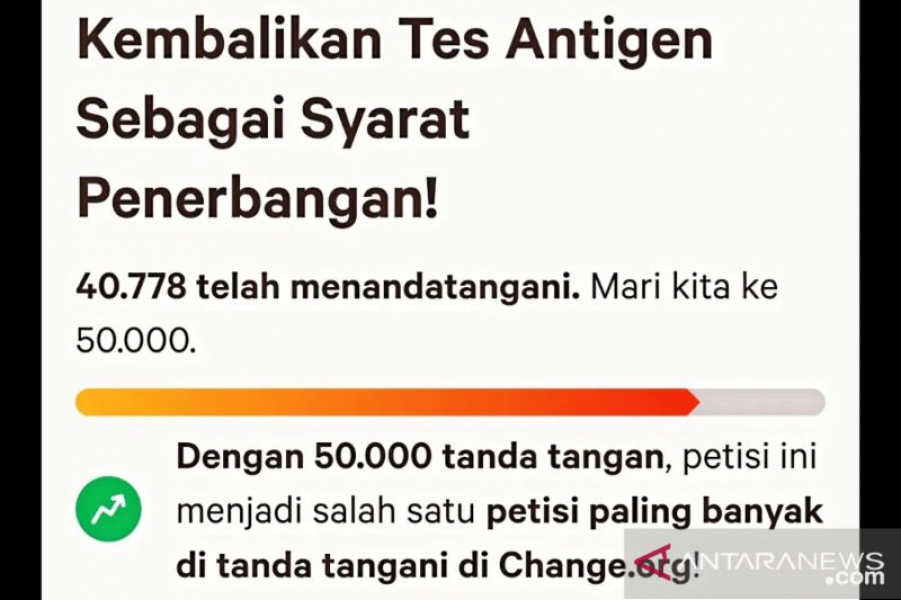 Kembalikan Tes Antigen
Sebagai Syarat
Penerbangan!
40.778 telah menandatangani. Mari kita ke
50.000.
Dengan 50.000 tanda tangan, petisi ini
menjadi salah satu petisi paling banyak
di tanda tangani di Change.org!
ANTARANEWS
.com